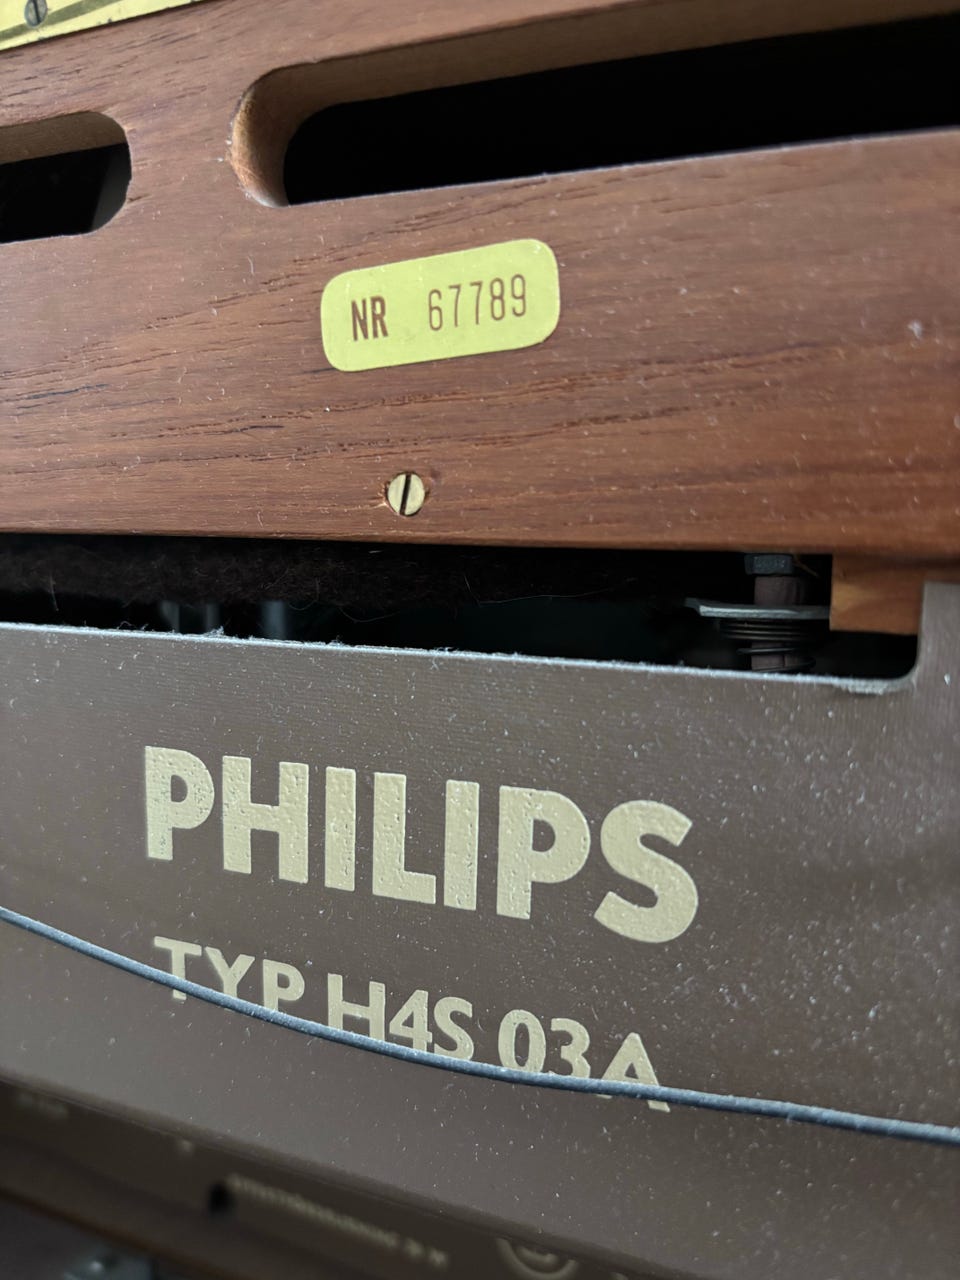 NR 67789
PHILIPS
TYP H4S 03A